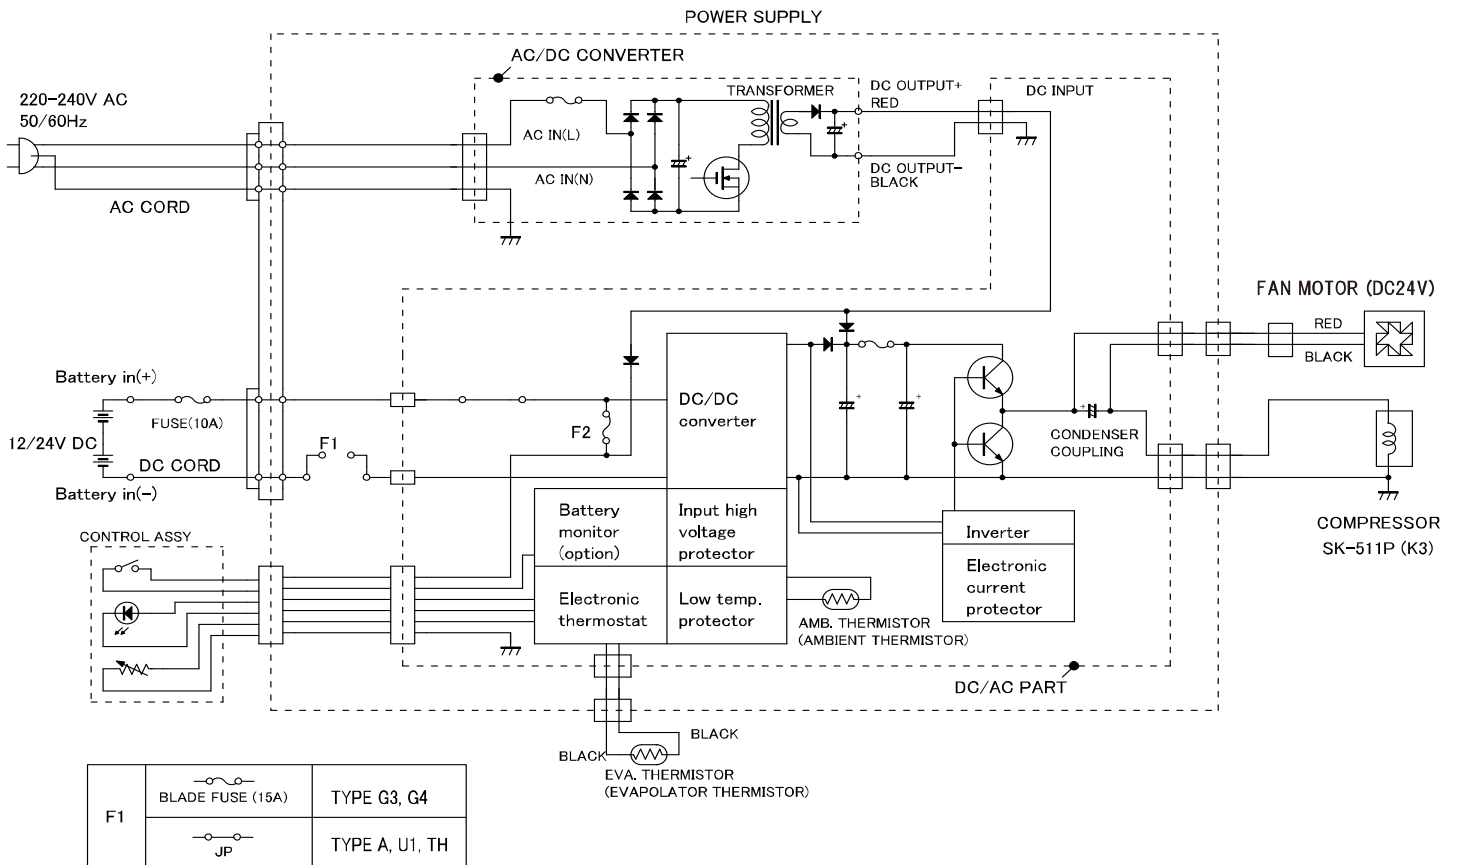 POWER SUPPLY
AC/DC CONVERTER
220-240V AC
50/60Hz
TRANSFORMER
DC OUTPUT+
RED
DC INPUT
AC IN(L)
AC IN(N)
DC OUTPUT-
BLACK
AC CORD
FAN MOTOR (DC24V)
RED
BLACK
Battery in(+)
FUSE(10A)
12/24V DC
DC CORD
Battery in(-)
F1
F2
DC/DC
converter
CONDENSER
COUPLING
COMPRESSOR
SK-511P (K3)
CONTROL ASSY
Battery
monitor
(option)
Input high
voltage
protector
Inverter
Electronic
current
protector
Electronic
thermostat
Low temp.
protector
AMB. THERMISTOR
(AMBIENT THERMISTOR)
DC/AC PART
BLACK
BLACK
EVA. THERMISTOR
(EVAPOLATOR THERMISTOR)
F1
BLADE FUSE (15A)
TYPE G3, G4
JP
TYPE A, U1, TH